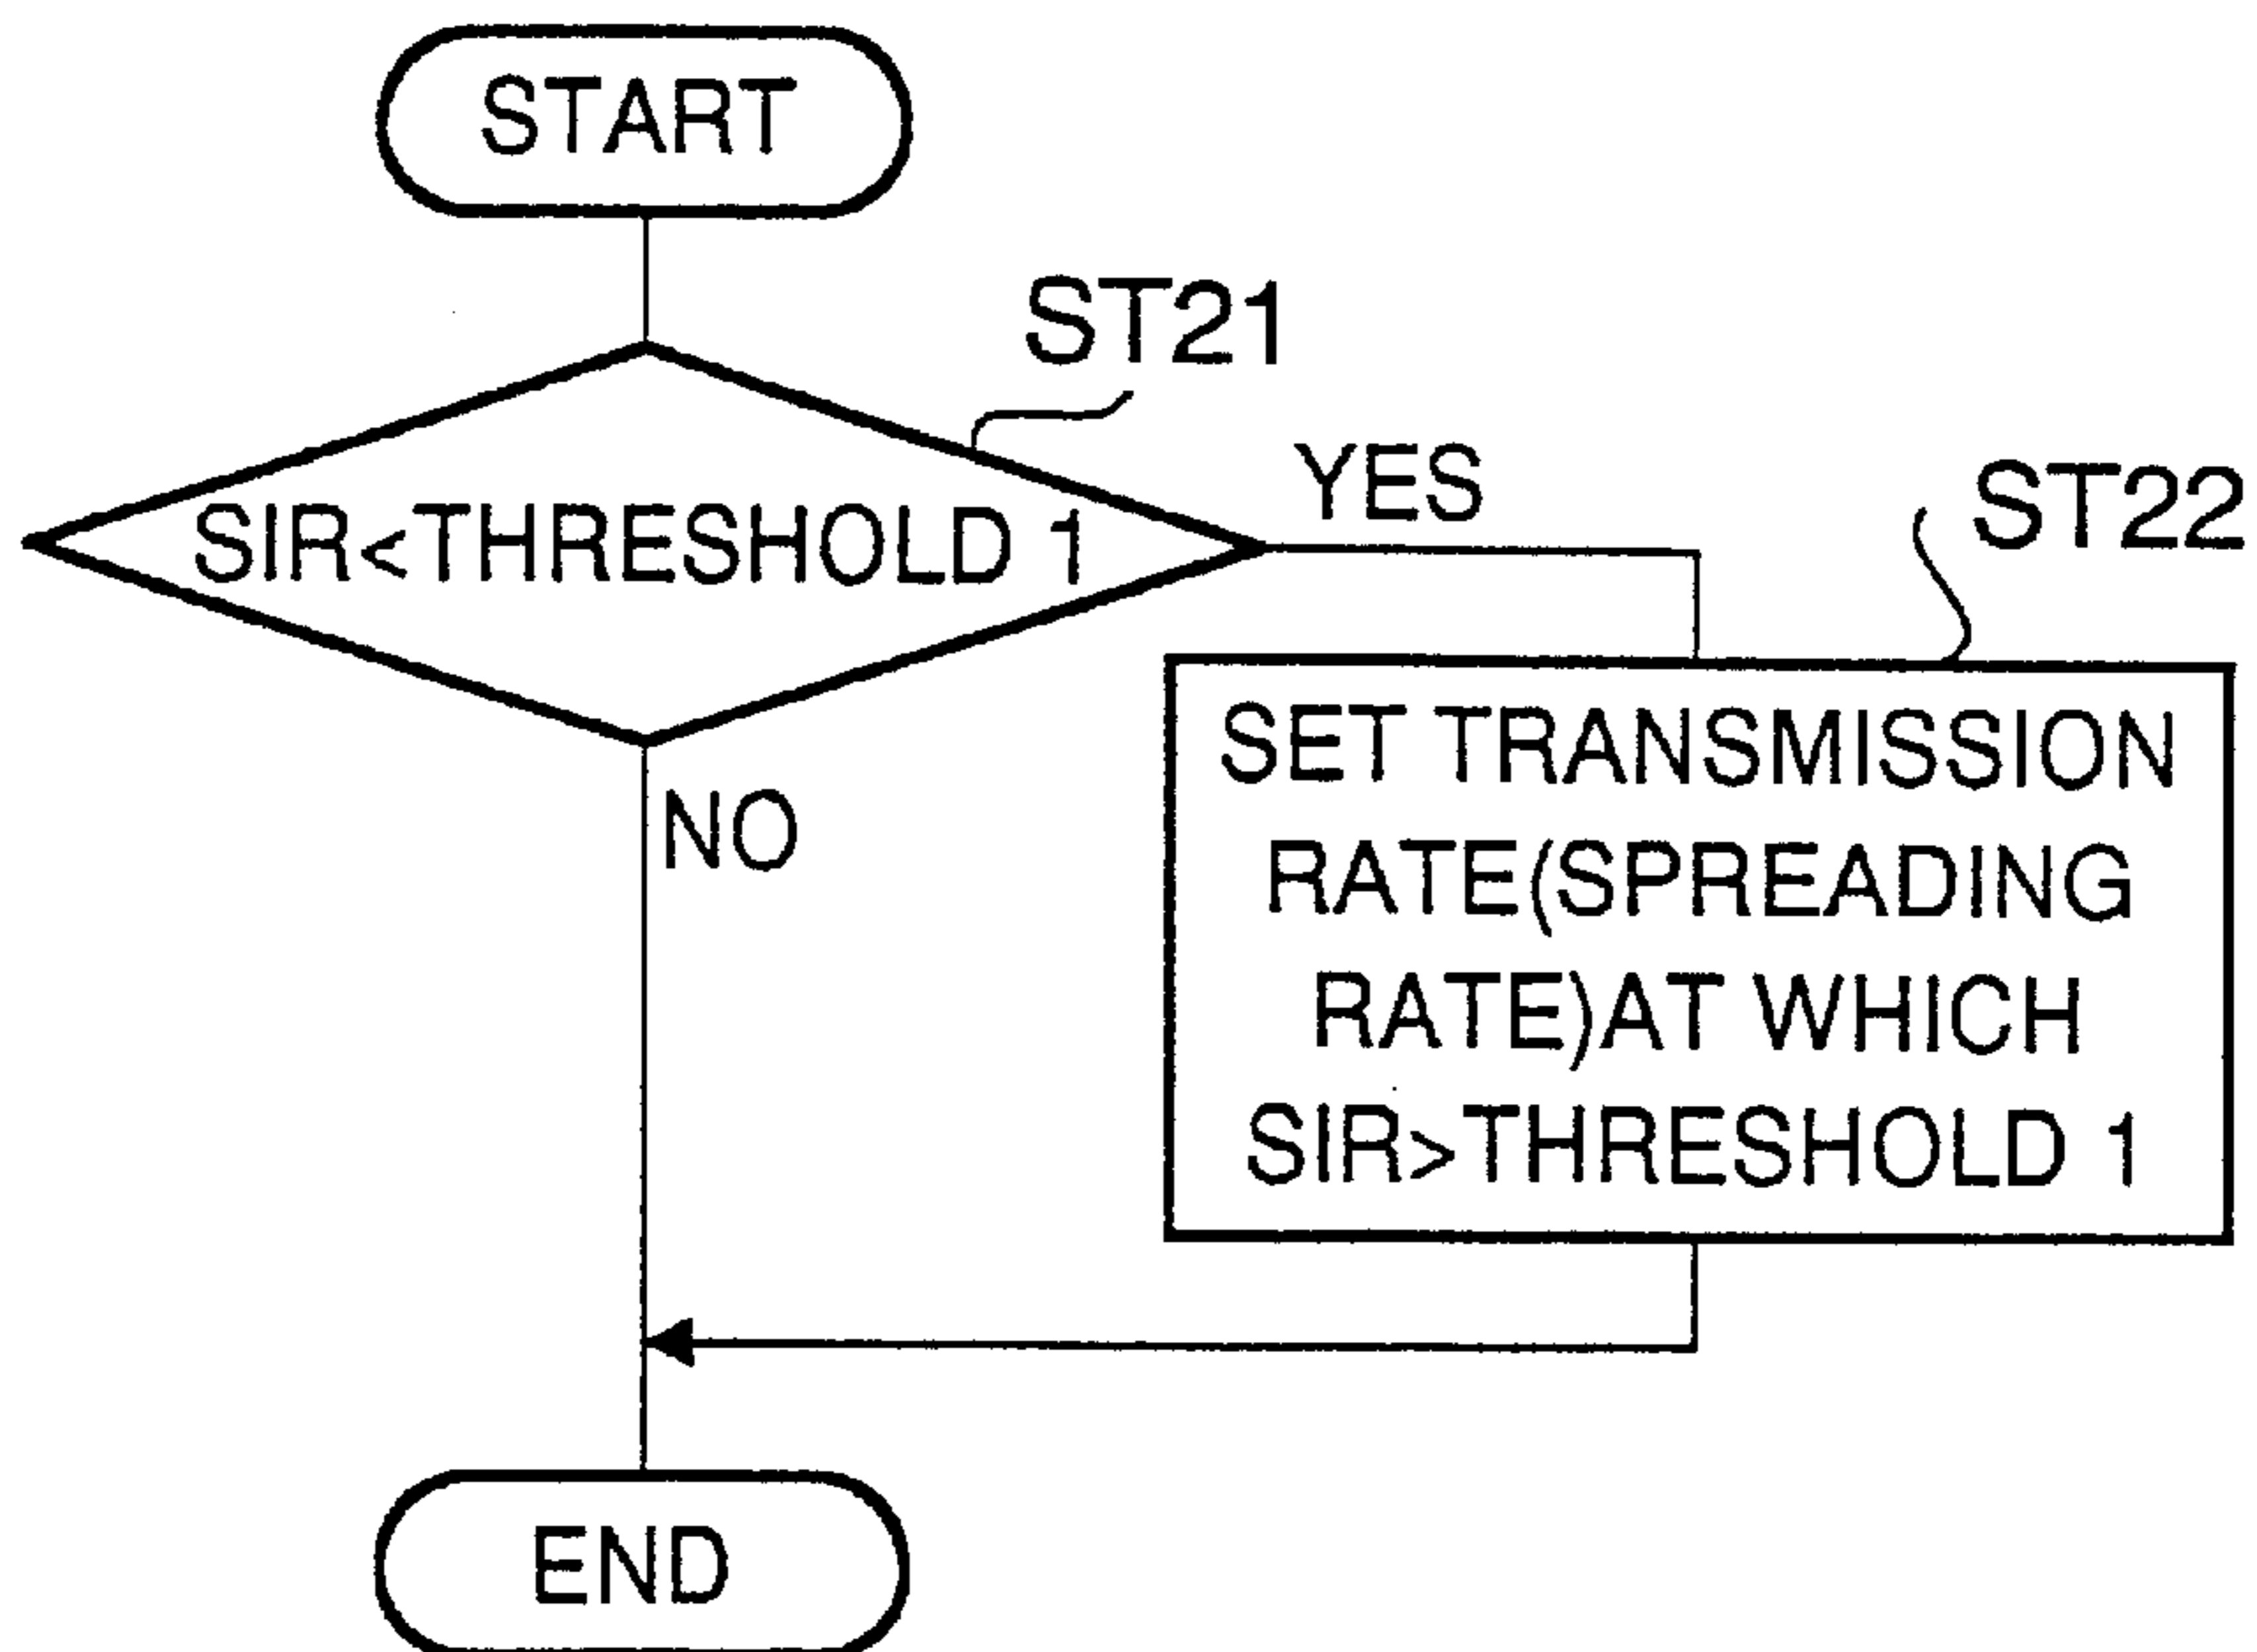 START
ST21
SIR<THRESHOLD 1
YES
ST22
NO
SET TRANSMISSION
RATE(SPREADING
RATE)AT WHICH
SIR>THRESHOLD 1
END